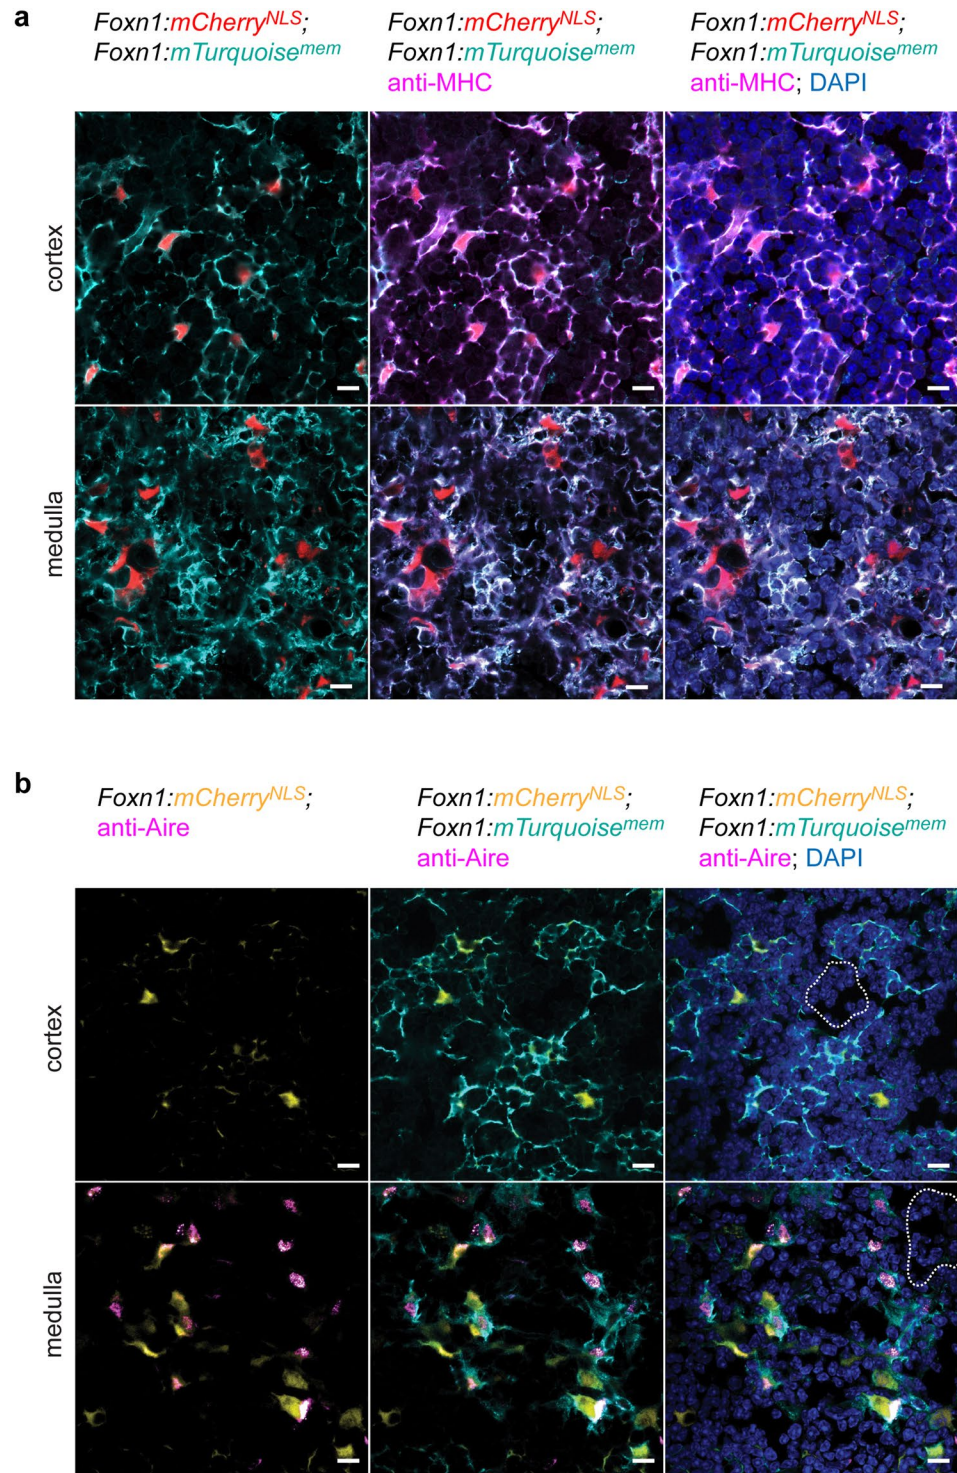 a
Foxn1:mCherryNLS; Foxn1:mCherryNLS; Foxn1:mCherryNLS;
Foxn1:mTurquoisemem Foxn1:mTurquoisemem Foxn1:mTurquoisemem
anti-MHC anti-MHC; DAPI
cortex
medulla
b
Foxn1:mCherryNLS; Foxn1:mCherryNLS; Foxn1:mCherryNLS;
anti-Aire Foxn1:mTurquoisemem Foxn1:mTurquoisemem
anti-Aire anti-Aire; DAPI
cortex
medulla